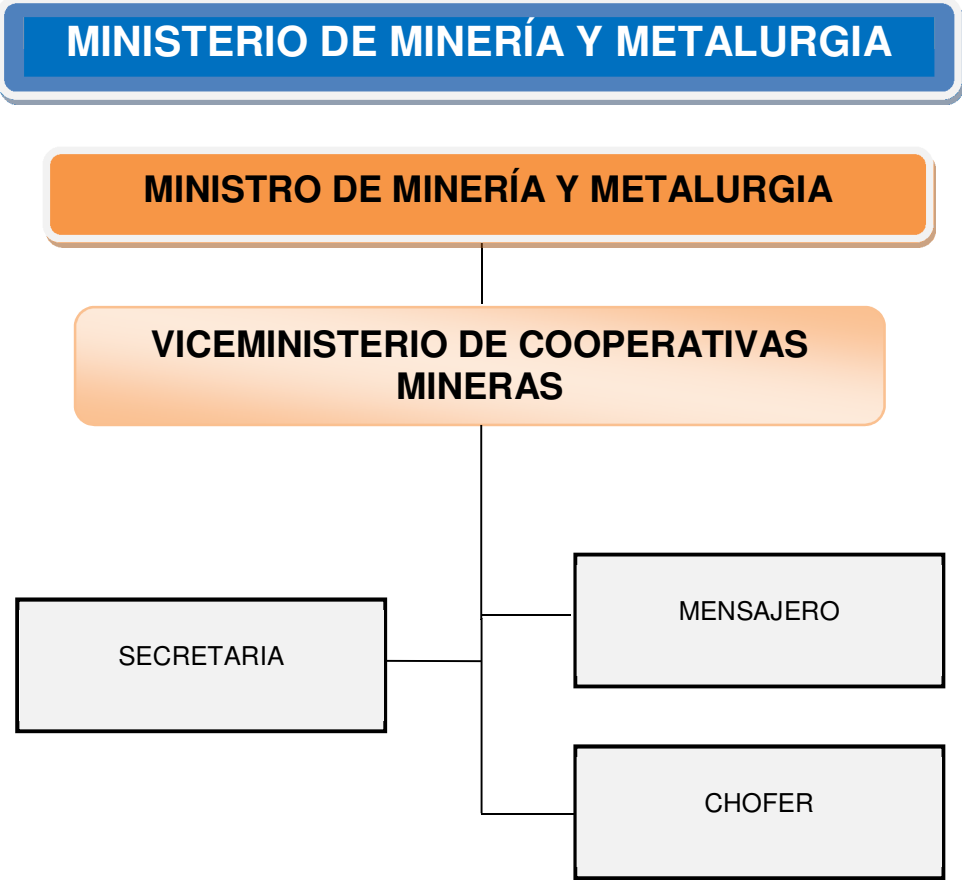 MINISTERIO DE MINERÍA Y METALURGIA
MINISTRO DE MINERÍA Y METALURGIA
VICEMINISTERIO DE COOPERATIVAS
MINERAS
MENSAJERO
SECRETARIA
CHOFER